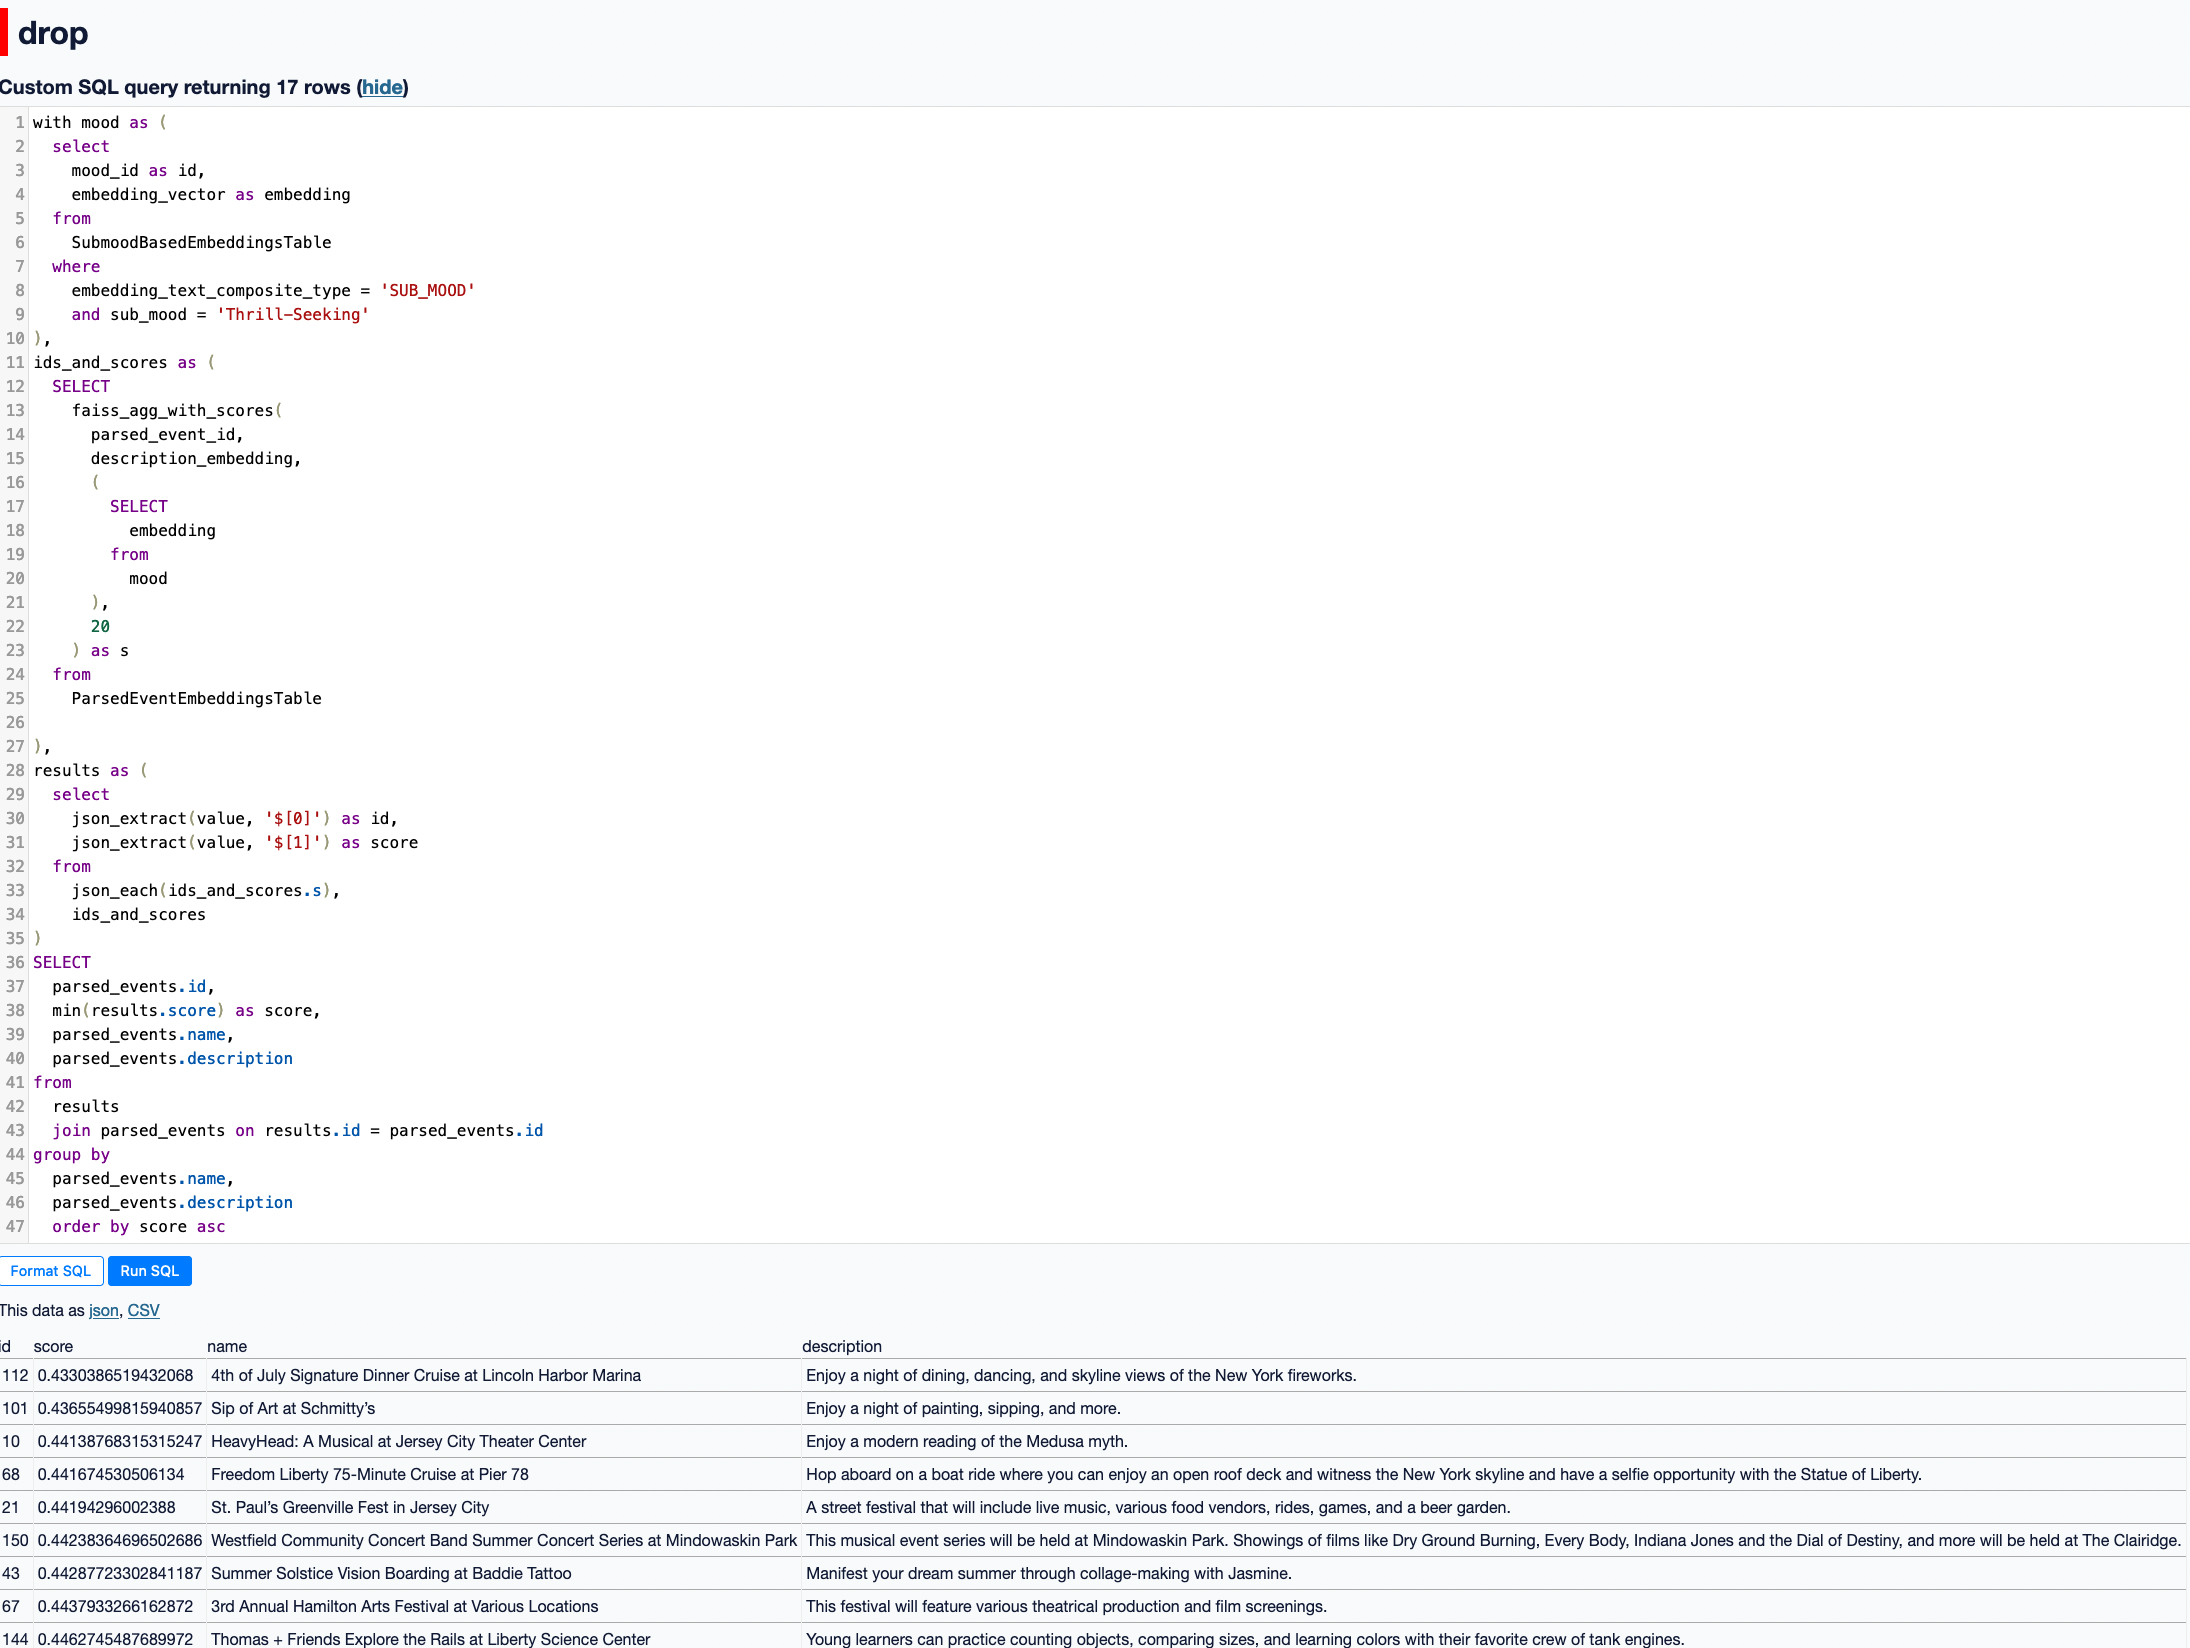 drop
Custom SQL query returning 17 rows (hide)
1 with mood as (
2 select
3 mood_id as id,
4 embedding_vector as embedding
5 from
6 SubmoodBasedEmbeddingsTable
7 where
8 embedding_text_composite_type = 'SUB_MOOD'
9 and sub_mood = 'Thrill-Seeking'
10 ),
11 ids_and_scores as (
12 SELECT
13 faiss_agg_with_scores(
14 parsed_event_id,
15 description_embedding,
16 (
17 SELECT
18 embedding
19 from
20 mood
21 ),
22 20
23 ) as s
24 from
25 ParsedEventEmbeddingsTable
26
27 ),
28 results as (
29 select
30 json_extract(value, '$[0]') as id,
31 json_extract(value, '$[1]') as score
32 from
33 json_each(ids_and_scores.s),
34 ids_and_scores
35 )
36 SELECT
37 parsed_events.id,
38 min(results.score) as score,
39 parsed_events.name,
40 parsed_events.description
41 from
42 results
43 join parsed_events on results.id = parsed_events.id
44 group by
45 parsed_events.name,
46 parsed_events.description
47 order by score asc
Format SQL Run SQL
This data as json, CSV
id score name description
112 0.4330386519432068 4th of July Signature Dinner Cruise at Lincoln Harbor Marina Enjoy a night of dining, dancing, and skyline views of the New York fireworks.
101 0.43655499815940857 Sip of Art at Schmitty’s Enjoy a night of painting, sipping, and more.
10 0.44138768315315247 HeavyHead: A Musical at Jersey City Theater Center Enjoy a modern reading of the Medusa myth.
68 0.441674530506134 Freedom Liberty 75-Minute Cruise at Pier 78 Hop aboard on a boat ride where you can enjoy an open roof deck and witness the New York skyline and have a selfie opportunity with the Statue of Liberty.
21 0.44194296002388 St. Paul’s Greenville Fest in Jersey City A street festival that will include live music, various food vendors, rides, games, and a beer garden.
150 0.44238364696502686 Westfield Community Concert Band Summer Concert Series at Mindowaskin Park This musical event series will be held at Mindowaskin Park. Showings of films like Dry Ground Burning, Every Body, Indiana Jones and the Dial of Destiny, and more will be held at The Clairidge.
43 0.44287723302841187 Summer Solstice Vision Boarding at Baddie Tattoo Manifest your dream summer through collage-making with Jasmine.
67 0.4437933266162872 3rd Annual Hamilton Arts Festival at Various Locations This festival will feature various theatrical production and film screenings.
144 0.4462745487689972 Thomas + Friends Explore the Rails at Liberty Science Center Young learners can practice counting objects, comparing sizes, and learning colors with their favorite crew of tank engines.